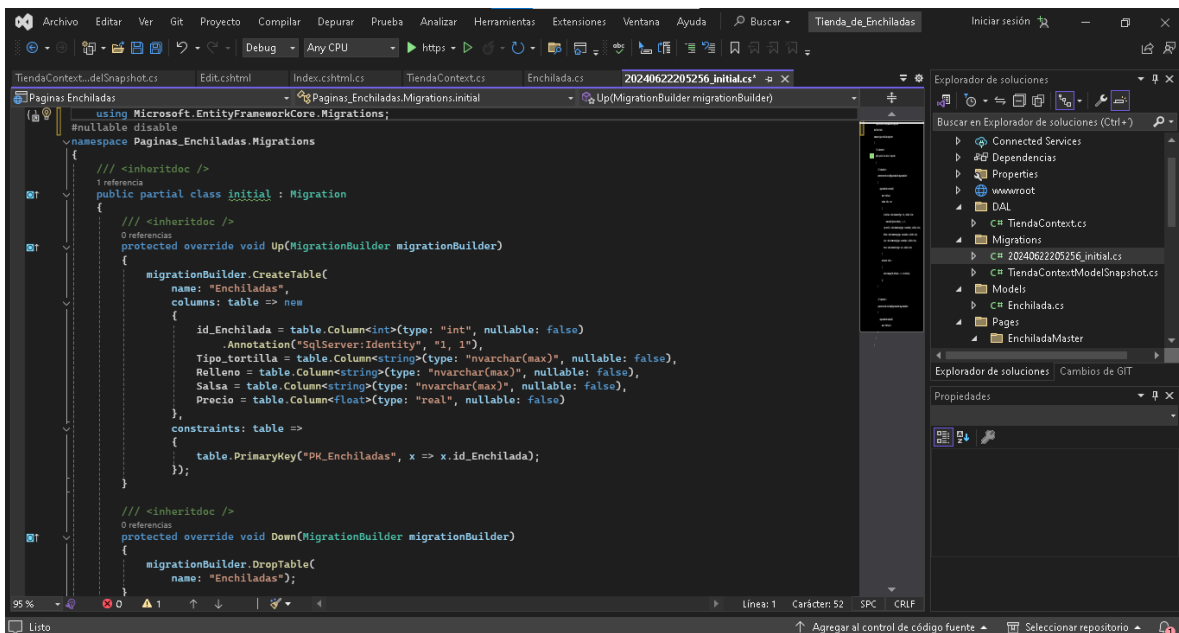 Archivo Editar Ver Git Proyecto Compilar Depurar Prueba Analizar Herramientas Extensiones Ventana Ayuda Buscar Tienda_de_Enchiladas Iniciar sesión
Debug Any CPU https
TiendaContext...delSnapshot.cs Edit.cshtml Index.cshtml.cs TiendaContext.cs Enchilada.cs 20240622205256_initial.cs*
Paginas Enchiladas Paginas_Enchiladas.Migrations.initial Up(MigrationBuilder migrationBuilder)
using Microsoft.EntityFrameworkCore.Migrations;
#nullable disable
namespace Paginas_Enchiladas.Migrations
{
/// <inheritdoc />
1 referencia
public partial class initial : Migration
{
/// <inheritdoc />
0 referencias
protected override void Up(MigrationBuilder migrationBuilder)
{
migrationBuilder.CreateTable(
name: "Enchiladas",
columns: table => new
{
id_Enchilada = table.Column<int>(type: "int", nullable: false)
.Annotation("SqlServer:Identity", "1, 1"),
Tipo_tortilla = table.Column<string>(type: "nvarchar(max)", nullable: false),
Relleno = table.Column<string>(type: "nvarchar(max)", nullable: false),
Salsa = table.Column<string>(type: "nvarchar(max)", nullable: false),
Precio = table.Column<float>(type: "real", nullable: false)
},
constraints: table =>
{
table.PrimaryKey("PK_Enchiladas", x => x.id_Enchilada);
});
}
/// <inheritdoc />
0 referencias
protected override void Down(MigrationBuilder migrationBuilder)
{
migrationBuilder.DropTable(
name: "Enchiladas");
}
95 % 0 1 Línea: 1 Carácter: 52 SPC CRLF
Explorador de soluciones
Buscar en Explorador de soluciones (Ctrl+')
Connected Services
Dependencias
Properties
wwwroot
DAL
C# TiendaContext.cs
Migrations
C# 20240622205256_initial.cs
C# TiendaContextModelSnapshot.cs
Models
C# Enchilada.cs
Pages
EnchiladaMaster
Explorador de soluciones Cambios de GIT
Propiedades
Listo Agregar al control de código fuente Seleccionar repositorio